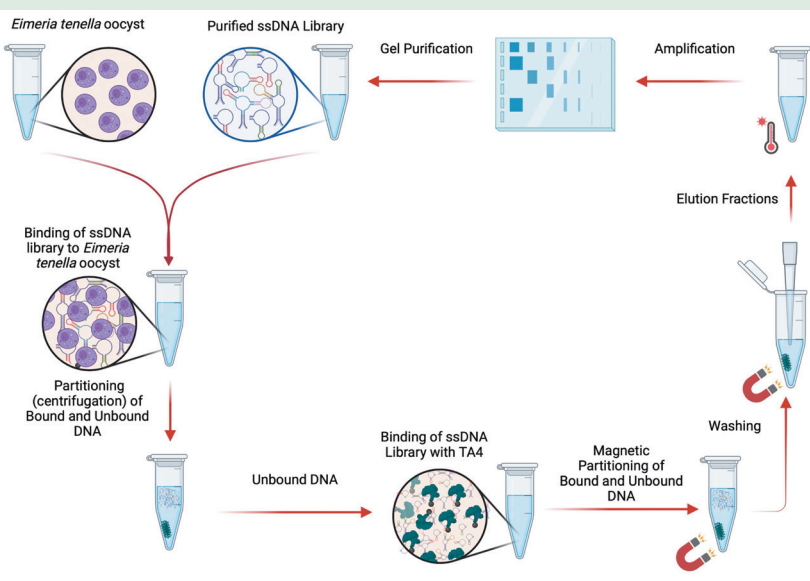 Eimeria tenella oocyst
Purified ssDNA Library
Gel Purification
Amplification
Elution Fractions
Binding of ssDNA
library to Eimeria
tenella oocyst
Partitioning
(centrifugation) of
Bound and Unbound
DNA
Unbound DNA
Binding of ssDNA
Library with TA4
Magnetic
Partitioning of
Bound and Unbound
DNA
Washing